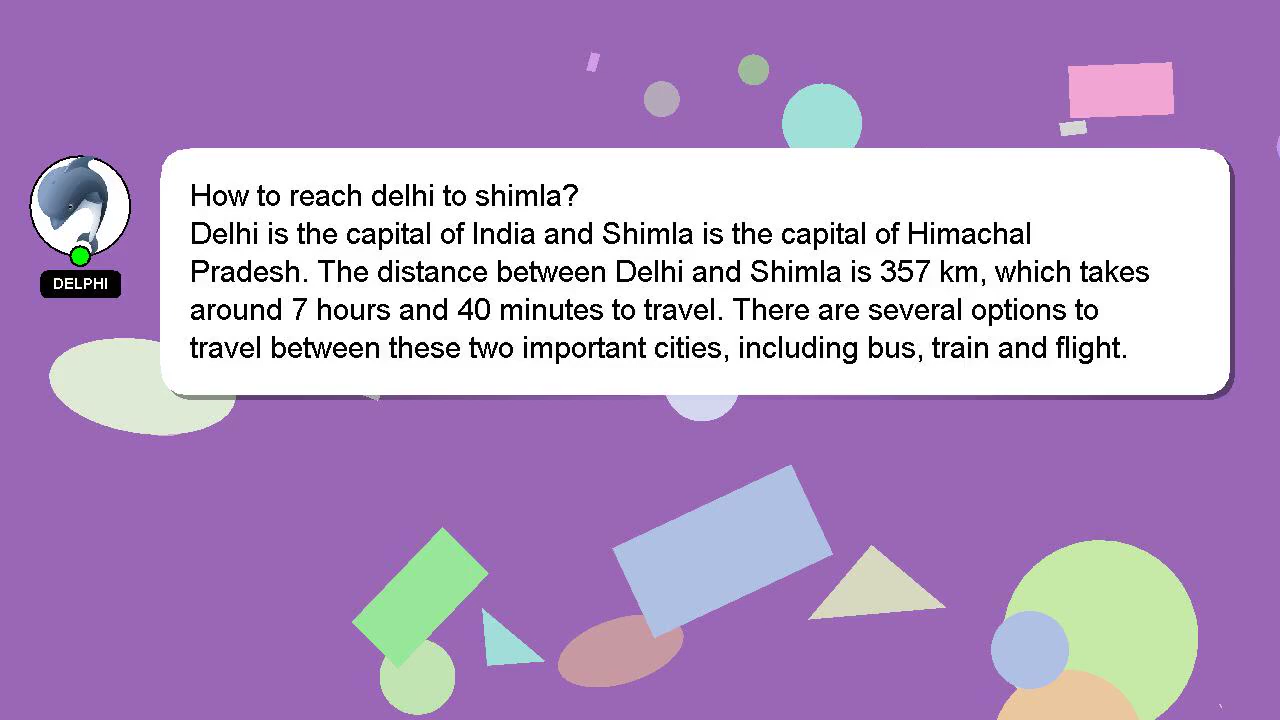 How to reach delhi to shimla?
Delhi is the capital of India and Shimla is the capital of Himachal
Pradesh. The distance between Delhi and Shimla is 357 km, which takes
around 7 hours and 40 minutes to travel. There are several options to
travel between these two important cities, including bus, train and flight.
DELPHI